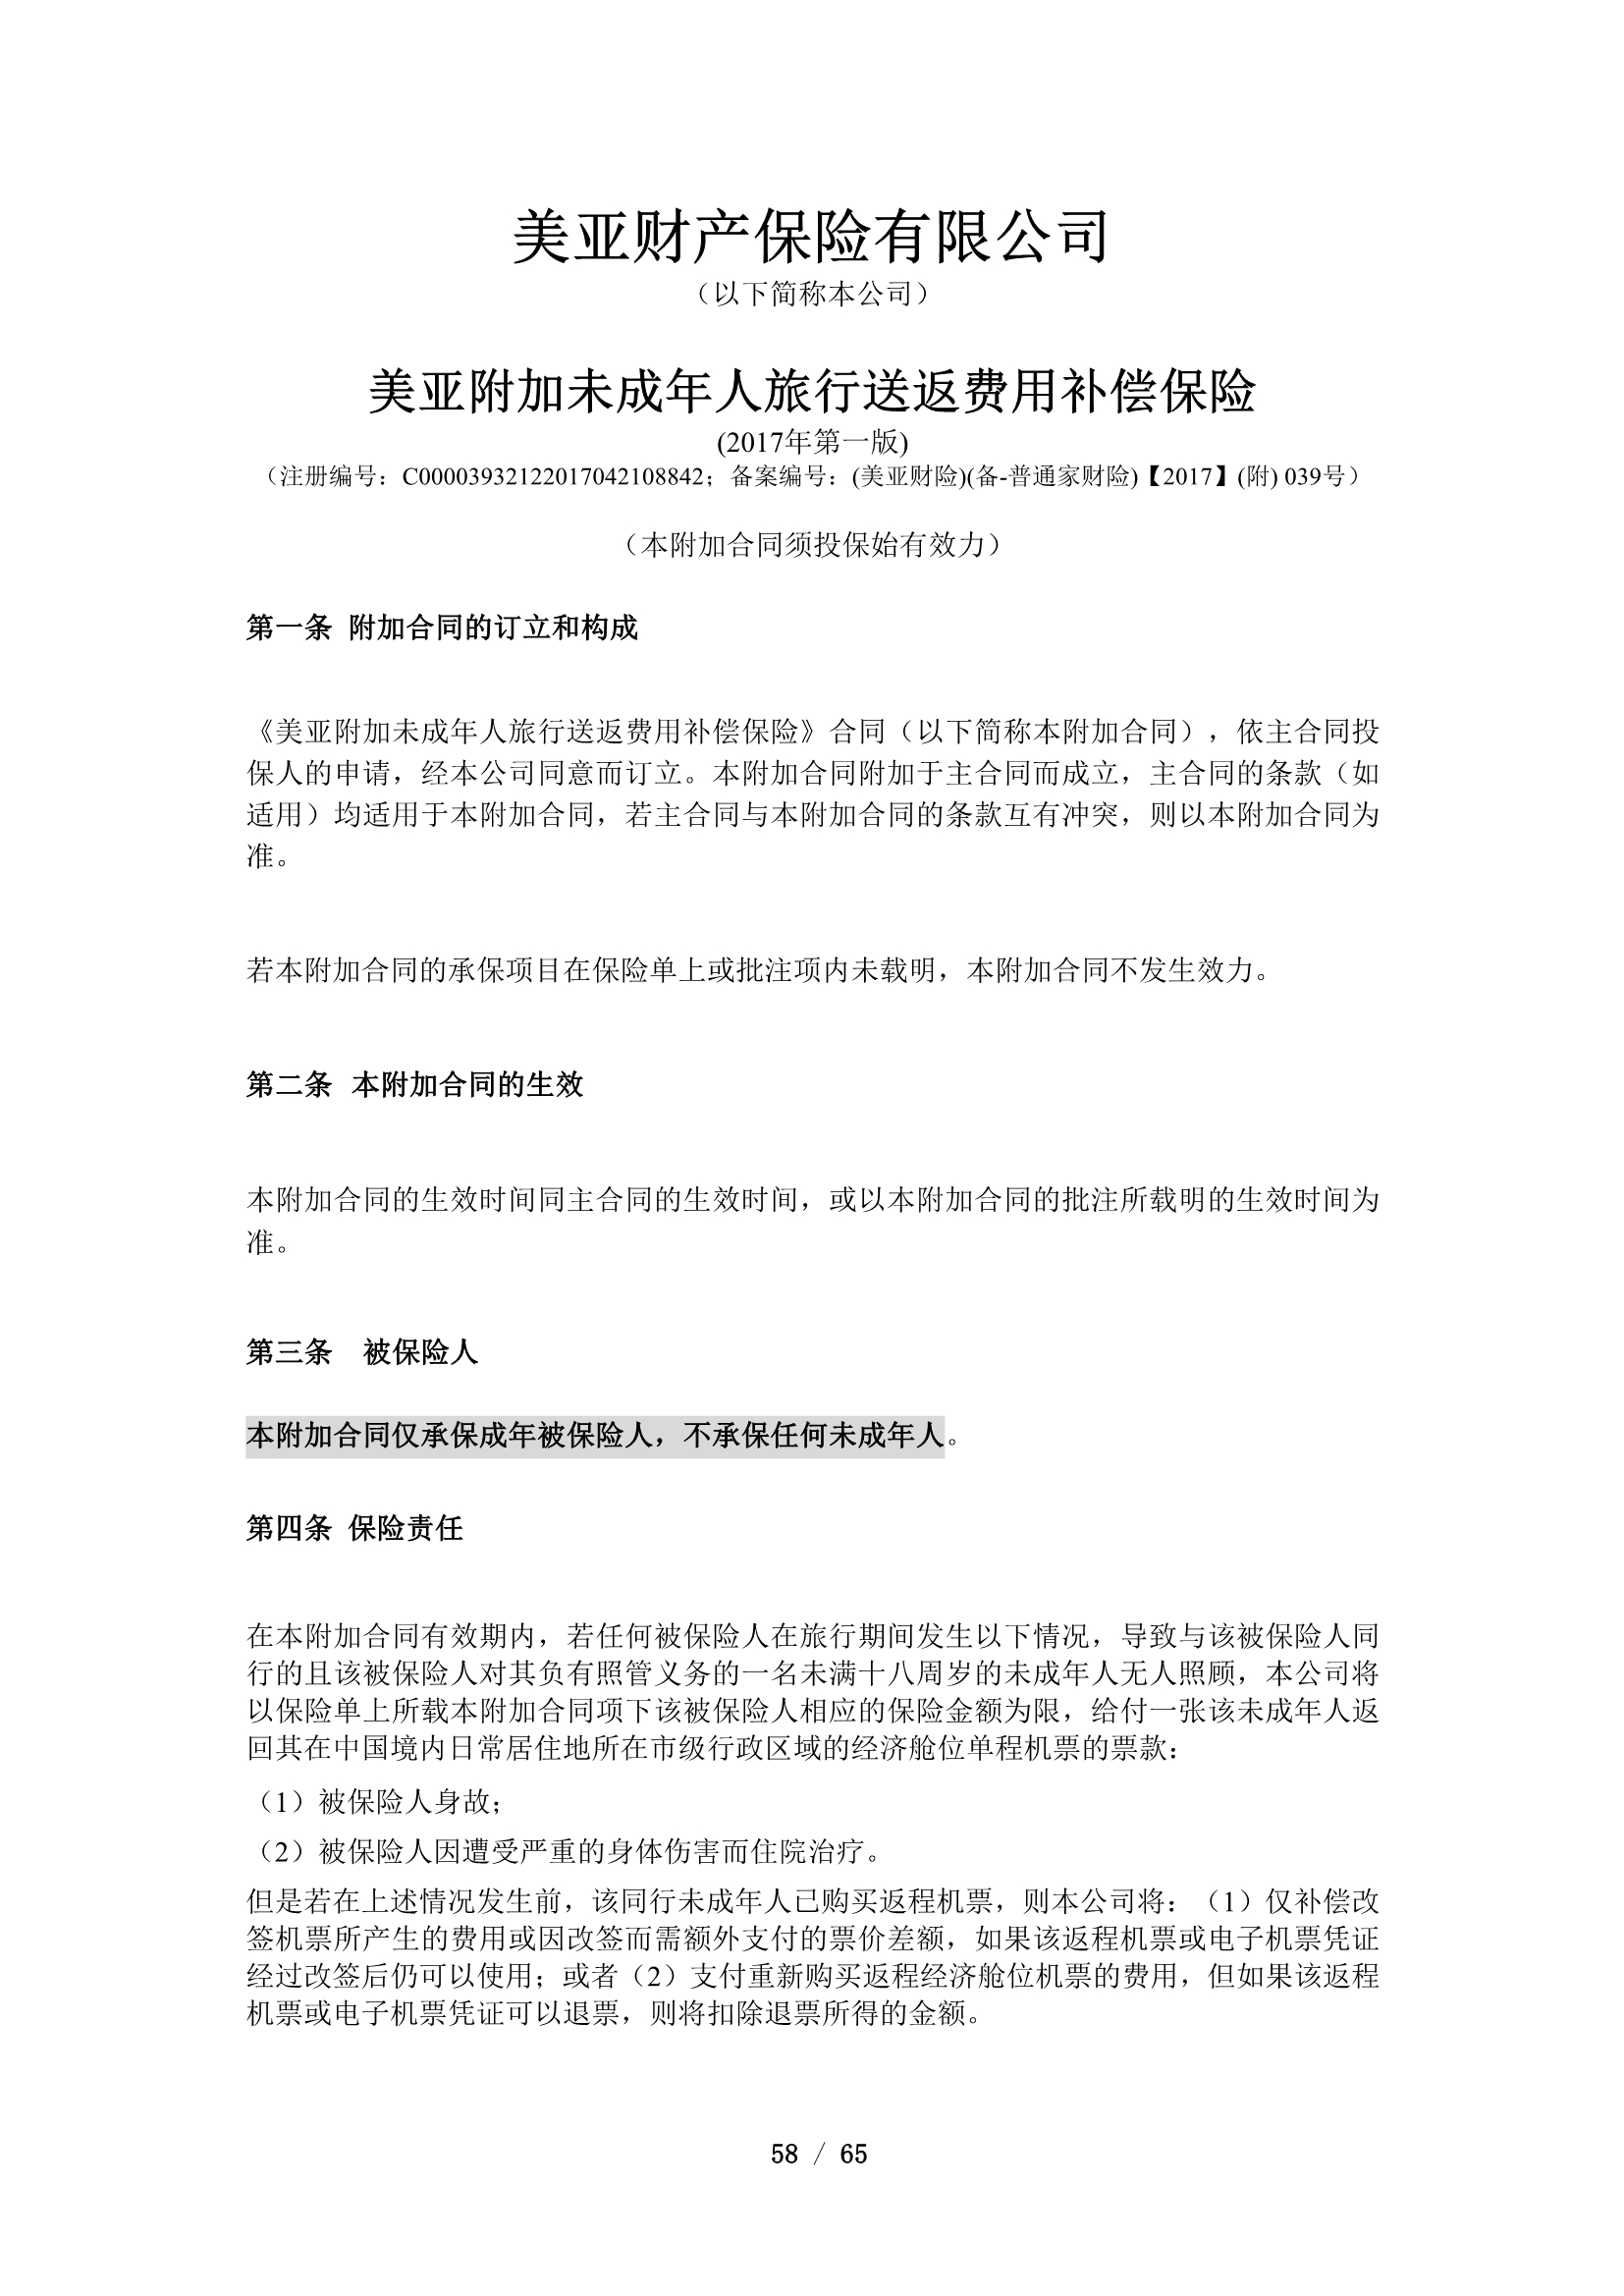 美亚财产保险有限公司
（以下简称本公司）
美亚附加未成年人旅行送返费用补偿保险
(2017年第一版)
（注册编号：C00003932122017042108842；备案编号：(美亚财险)(备-普通家财险)【2017】(附) 039号）
（本附加合同须投保始有效力）
第一条 附加合同的订立和构成
《美亚附加未成年人旅行送返费用补偿保险》合同（以下简称本附加合同），依主合同投
保人的申请，经本公司同意而订立。本附加合同附加于主合同而成立，主合同的条款（如
适用）均适用于本附加合同，若主合同与本附加合同的条款互有冲突，则以本附加合同为
准。
若本附加合同的承保项目在保险单上或批注项内未载明，本附加合同不发生效力。
第二条 本附加合同的生效
本附加合同的生效时间同主合同的生效时间，或以本附加合同的批注所载明的生效时间为
准。
第三条　被保险人
本附加合同仅承保成年被保险人，不承保任何未成年人。
第四条 保险责任
在本附加合同有效期内，若任何被保险人在旅行期间发生以下情况，导致与该被保险人同
行的且该被保险人对其负有照管义务的一名未满十八周岁的未成年人无人照顾，本公司将
以保险单上所载本附加合同项下该被保险人相应的保险金额为限，给付一张该未成年人返
回其在中国境内日常居住地所在市级行政区域的经济舱位单程机票的票款：
（1）被保险人身故；
（2）被保险人因遭受严重的身体伤害而住院治疗。
但是若在上述情况发生前，该同行未成年人已购买返程机票，则本公司将：（1）仅补偿改
签机票所产生的费用或因改签而需额外支付的票价差额，如果该返程机票或电子机票凭证
经过改签后仍可以使用；或者（2）支付重新购买返程经济舱位机票的费用，但如果该返程
机票或电子机票凭证可以退票，则将扣除退票所得的金额。
58 / 65